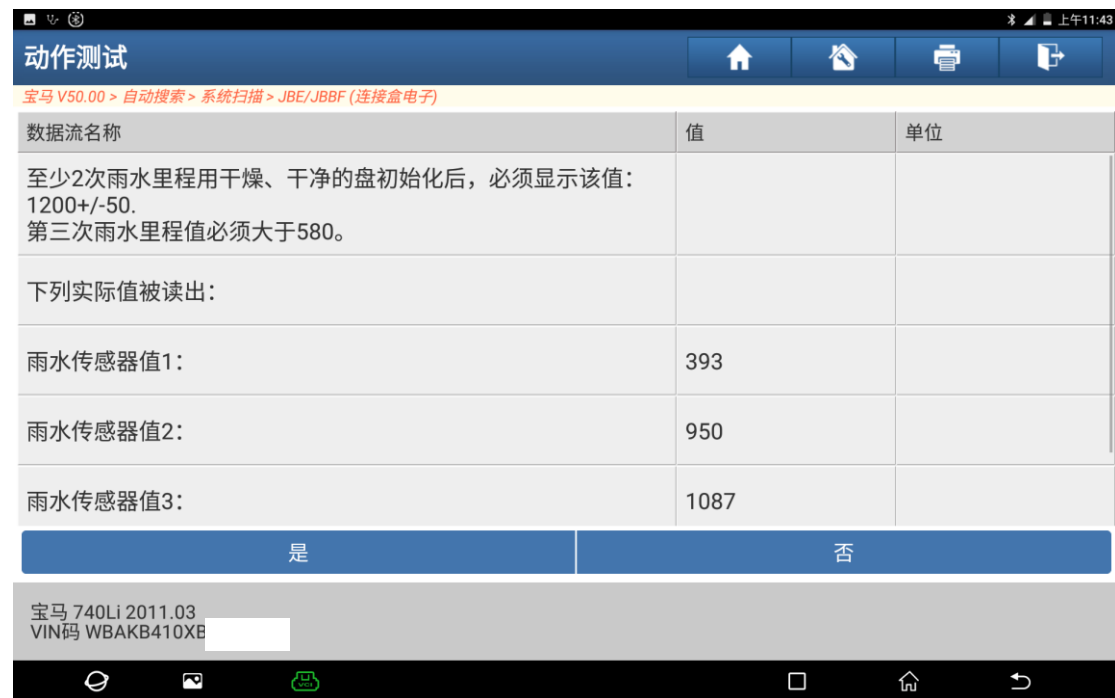 上午11:43
动作测试
宝马 V50.00 > 自动搜索 > 系统扫描 > JBE/JBBF (连接盒电子)
数据流名称 值 单位
至少2次雨水里程用干燥、干净的盘初始化后，必须显示该值：
1200+/-50.
第三次雨水里程值必须大于580。
下列实际值被读出：
雨水传感器值1： 393
雨水传感器值2： 950
雨水传感器值3： 1087
是 否
宝马 740Li 2011.03
VIN码 WBAKB410XB
VCI